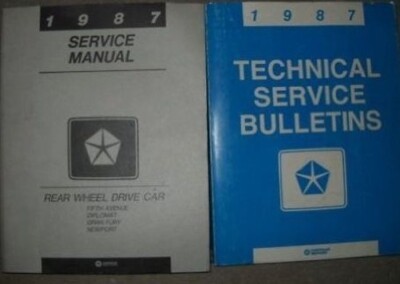 1987
SERVICE
MANUAL
REAR WHEEL DRIVE CAR
FIFTH AVENUE
DIPLOMAT
GRAN FURY
NEWPORT
1987
TECHNICAL
SERVICE
BULLETINS